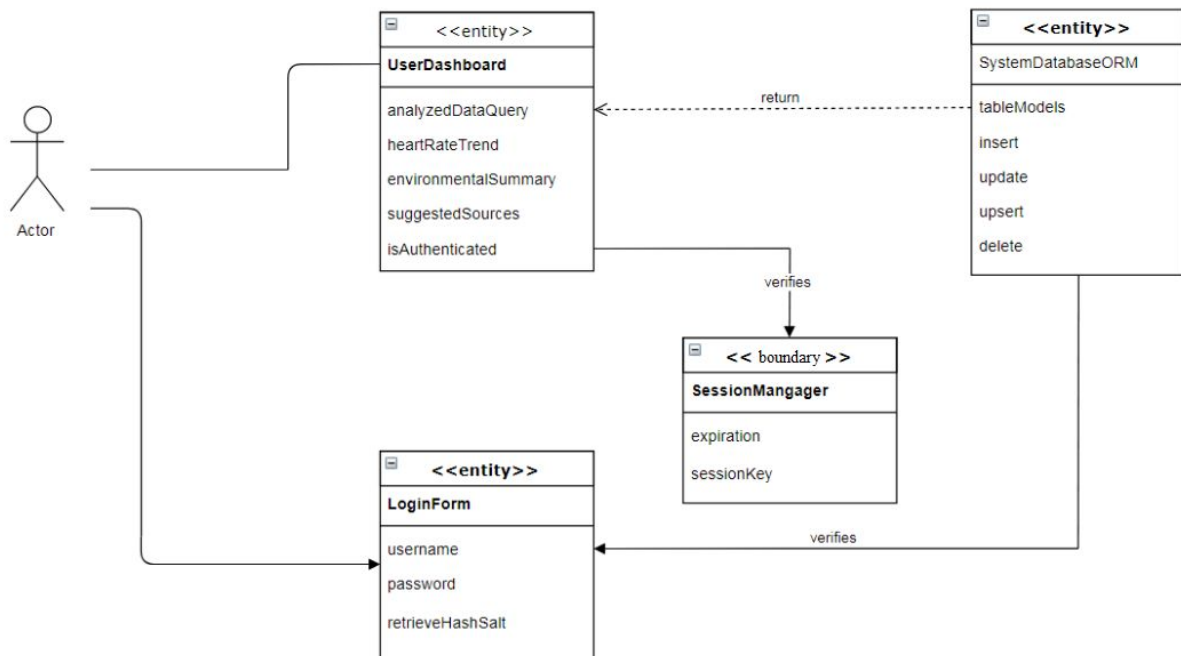 <<entity>>
UserDashboard
analyzedDataQuery
heartRateTrend
environmentalSummary
suggestedSources
isAuthenticated
<<entity>>
SystemDatabaseORM
tableModels
insert
update
upsert
delete
return
Actor
verifies
<< boundary >>
SessionMangager
expiration
sessionKey
<<entity>>
LoginForm
username
password
retrieveHashSalt
verifies